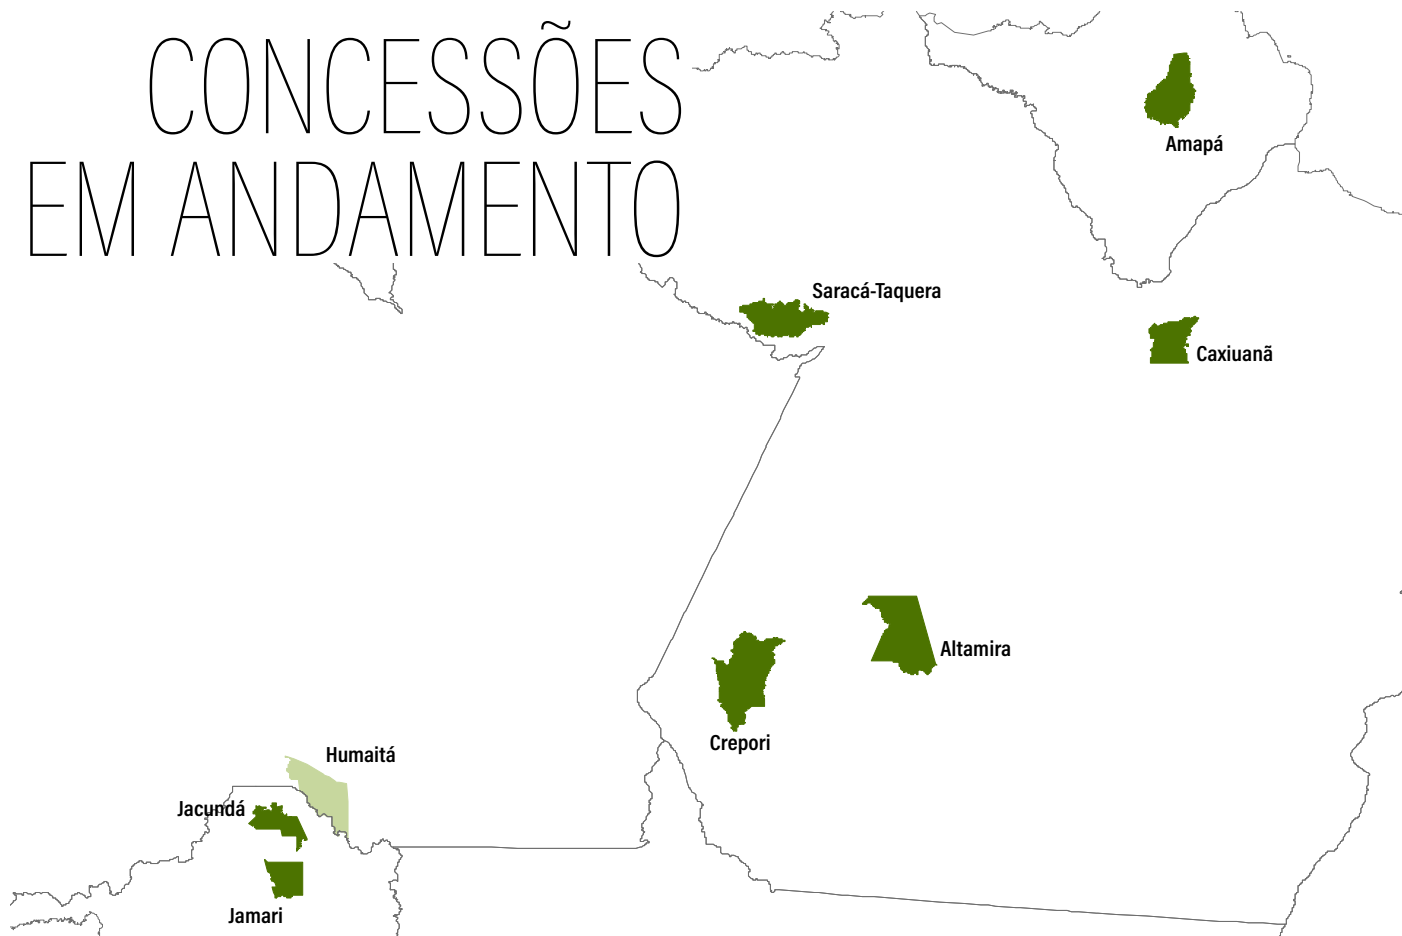 CONCESSÕES
EM ANDAMENTO
Amapá
Saracá-Taquera
Caxiuanã
Altamira
Crepori
Humaitá
Jacundá
Jamari